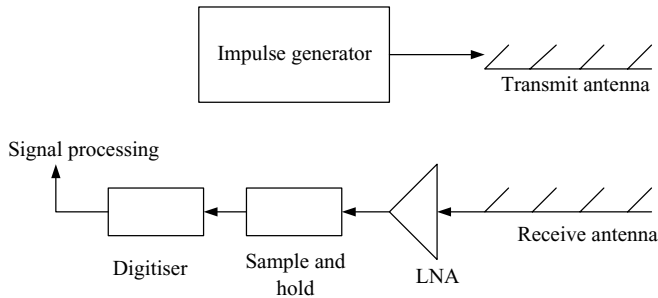 Impulse generator
Transmit antenna
Signal processing
Receive antenna
Digitiser
Sample and
hold
LNA